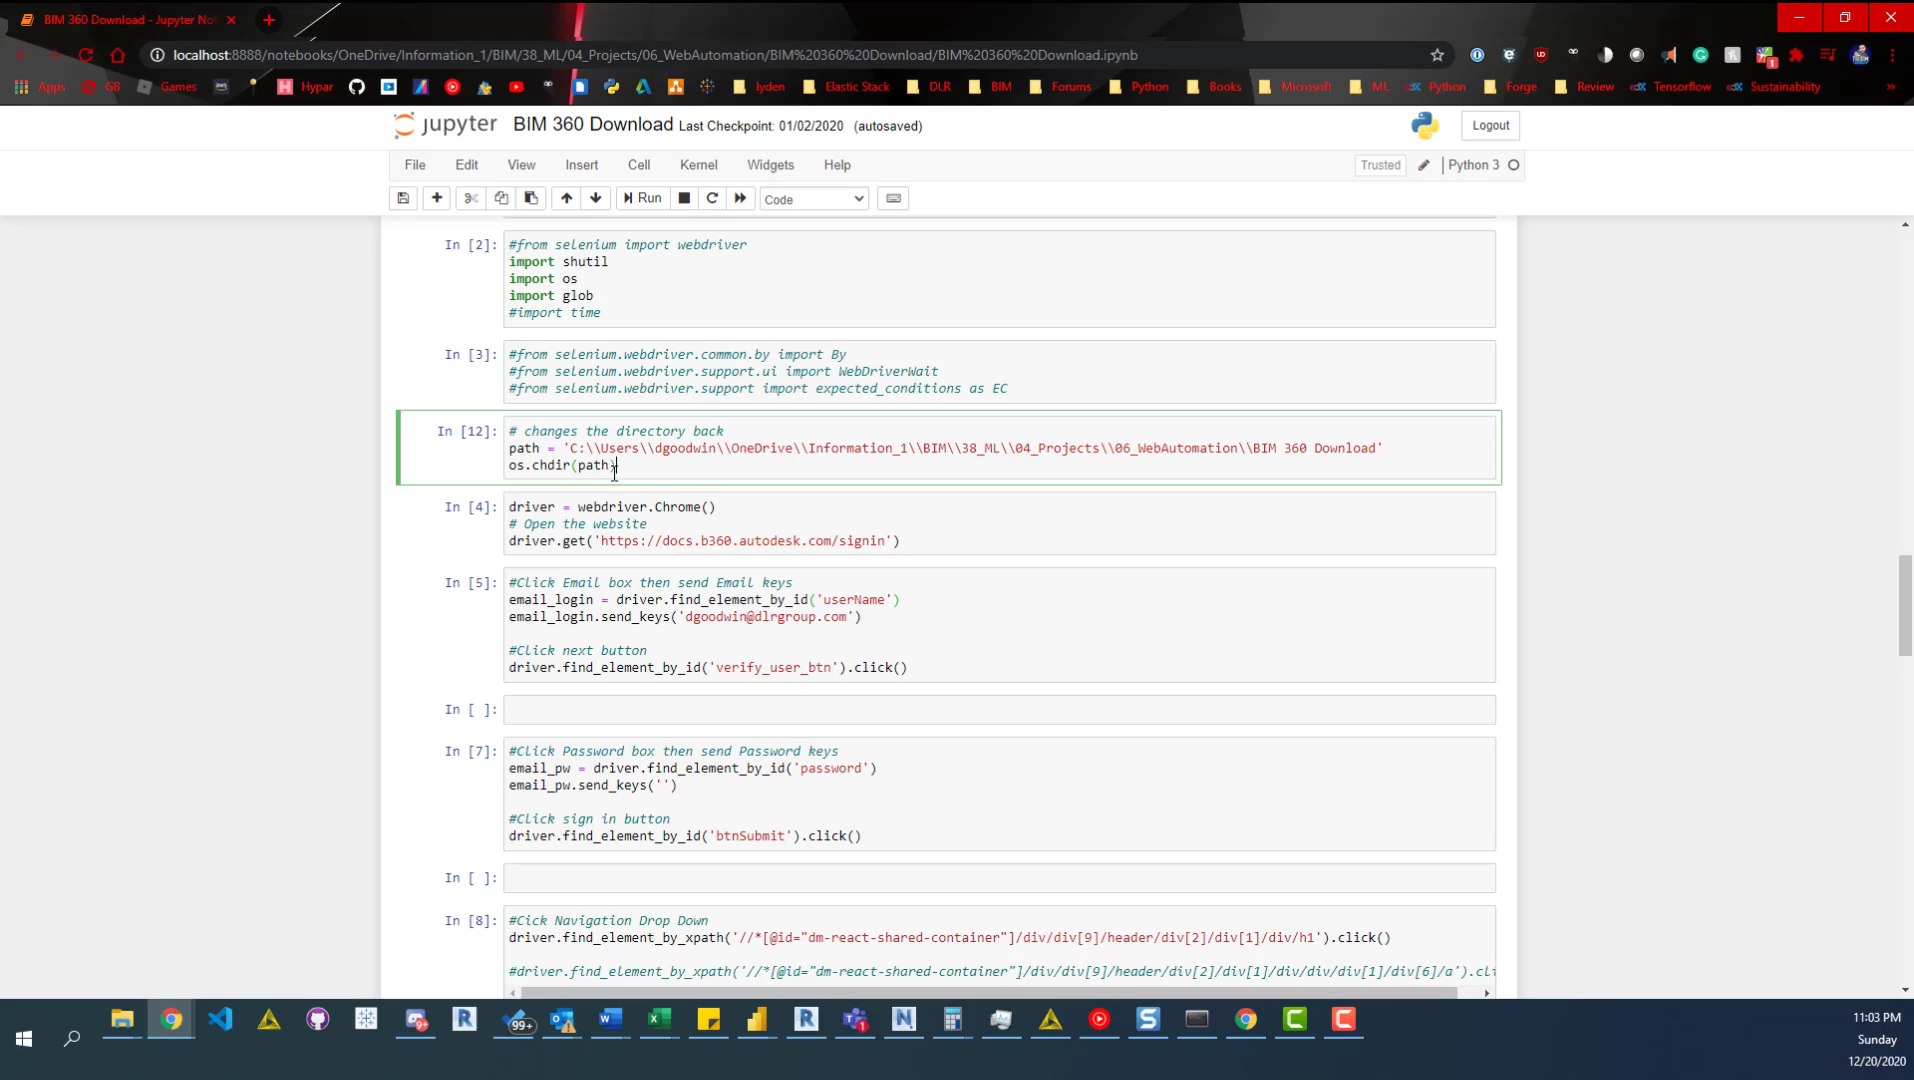 BIM 360 Download - Jupyter No
localhost:8888/notebooks/OneDrive/Information_1/BIM/38_ML/04_Projects/06_WebAutomation/BIM%20360%20Download/BIM%20360%20Download.ipynb
Apps GB Games Hypar lyden Elastic Stack DLR BIM Forums Python Books Microsoft ML Python Forge Review Tensorflow Sustainability
jupyter BIM 360 Download Last Checkpoint: 01/02/2020 (autosaved) Logout
File Edit View Insert Cell Kernel Widgets Help Trusted Python 3
Run Code
In [2]: #from selenium import webdriver
import shutil
import os
import glob
#import time
In [3]: #from selenium.webdriver.common.by import By
#from selenium.webdriver.support.ui import WebDriverWait
#from selenium.webdriver.support import expected_conditions as EC
In [12]: # changes the directory back
path = 'C:\\Users\\dgoodwin\\OneDrive\\Information_1\\BIM\\38_ML\\04_Projects\\06_WebAutomation\\BIM 360 Download'
os.chdir(path)
In [4]: driver = webdriver.Chrome()
# Open the website
driver.get('https://docs.b360.autodesk.com/signin')
In [5]: #Click Email box then send Email keys
email_login = driver.find_element_by_id('userName')
email_login.send_keys('dgoodwin@dlrgroup.com')
#Click next button
driver.find_element_by_id('verify_user_btn').click()
In [ ]:
In [7]: #Click Password box then send Password keys
email_pw = driver.find_element_by_id('password')
email_pw.send_keys('')
#Click sign in button
driver.find_element_by_id('btnSubmit').click()
In [ ]:
In [8]: #Cick Navigation Drop Down
driver.find_element_by_xpath('//*[@id="dm-react-shared-container"]/div/div[9]/header/div[2]/div[1]/div/h1').click()
#driver.find_element_by_xpath('//*[@id="dm-react-shared-container"]/div/div[9]/header/div[2]/div[1]/div/div/div[1]/div[6]/a').cli
99+
11:03 PM
Sunday
12/20/2020